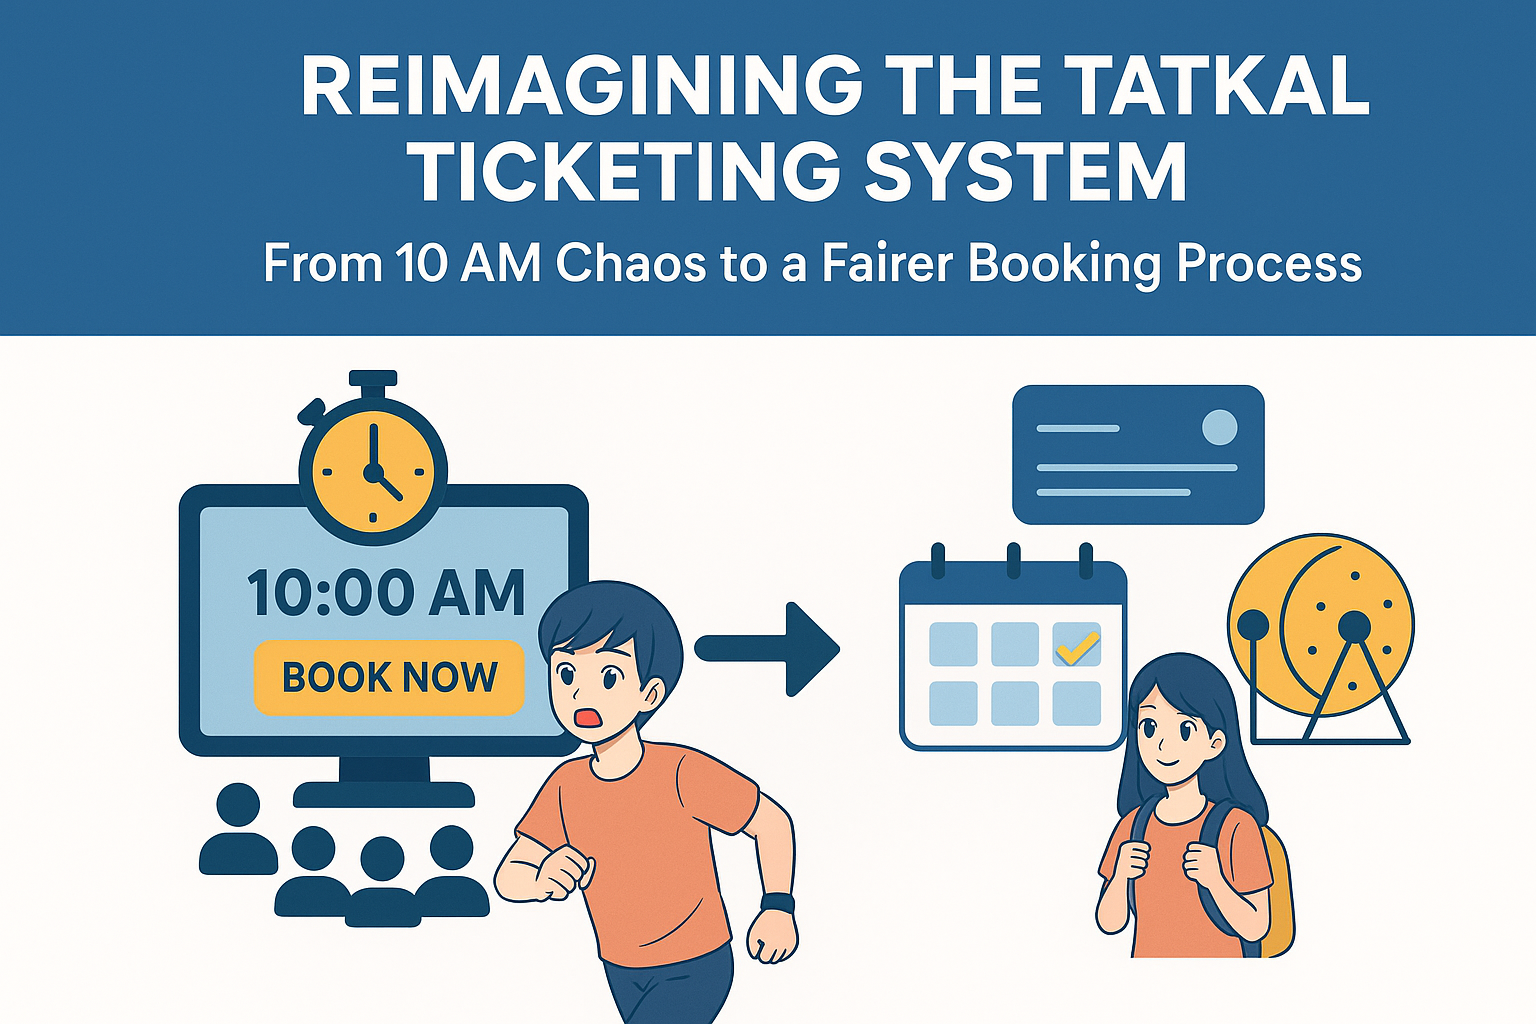 REIMAGINING THE TATKAL
TICKETING SYSTEM
From 10 AM Chaos to a Fairer Booking Process
10:00 AM
BOOK NOW